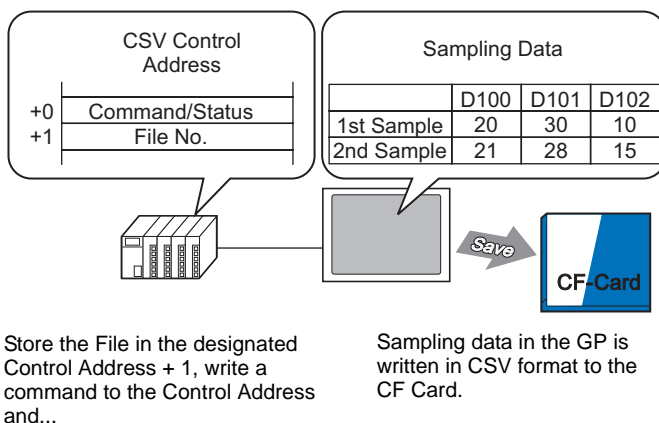 CSV Control
Address
+0 Command/Status
+1 File No.
Sampling Data
D100 D101 D102
1st Sample 20 30 10
2nd Sample 21 28 15
Save
CF-Card
Store the File in the designated
Control Address + 1, write a
command to the Control Address
and...
Sampling data in the GP is
written in CSV format to the
CF Card.